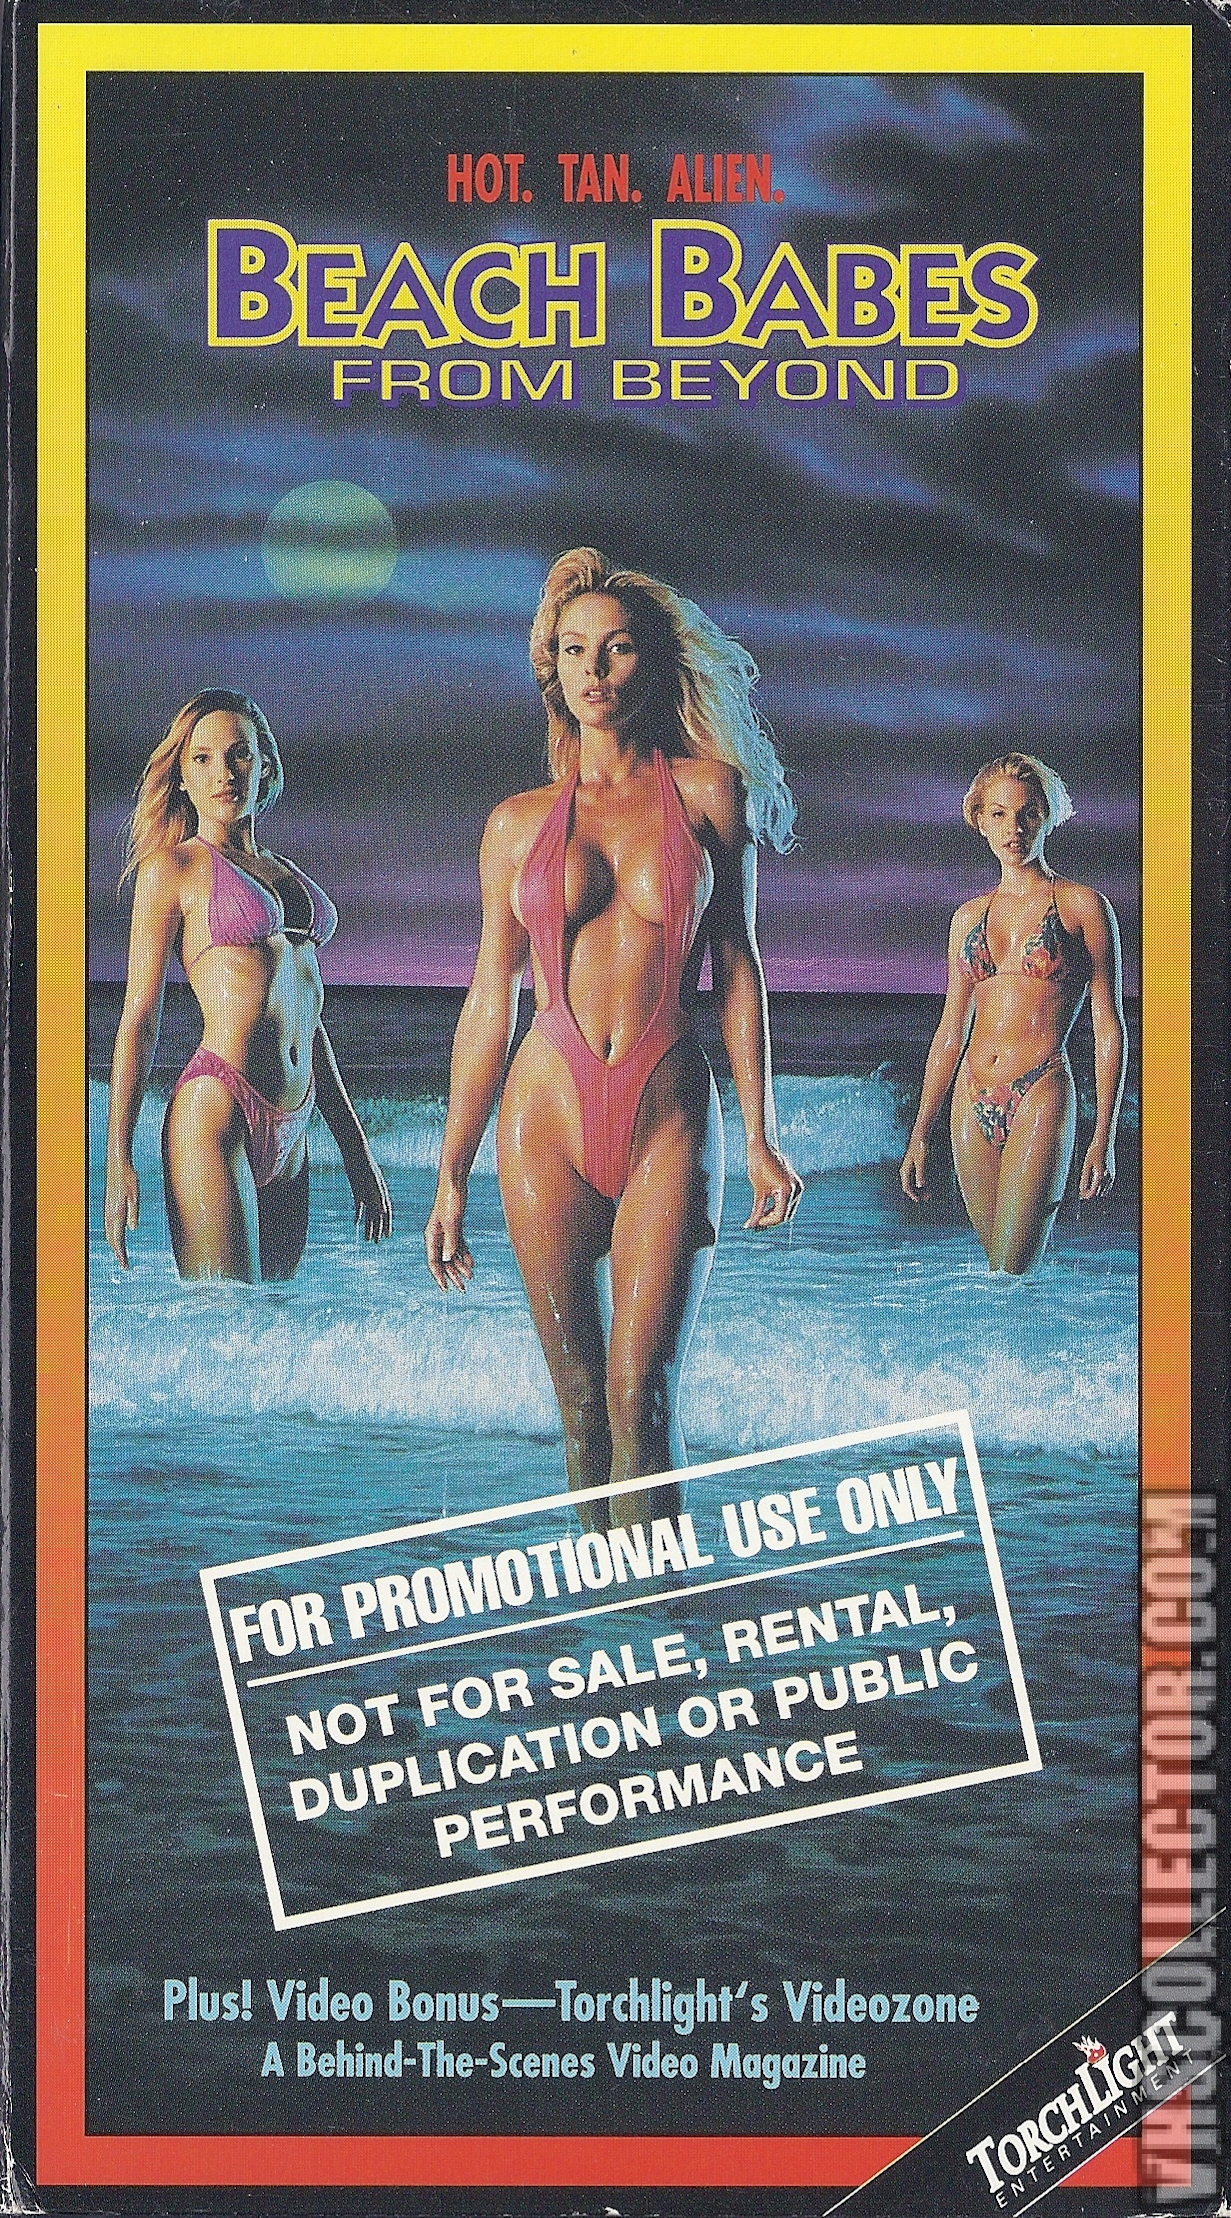 HOT. TAN. ALIEN.
BEACH BABES
FROM BEYOND
FOR PROMOTIONAL USE ONLY
NOT FOR SALE, RENTAL,
DUPLICATION OR PUBLIC
PERFORMANCE
Plus! Video Bonus—Torchlight's Videozone
A Behind-The-Scenes Video Magazine
TORCHLIGHT
ENTERTAINMENT
VHSCOLLECTOR.COM